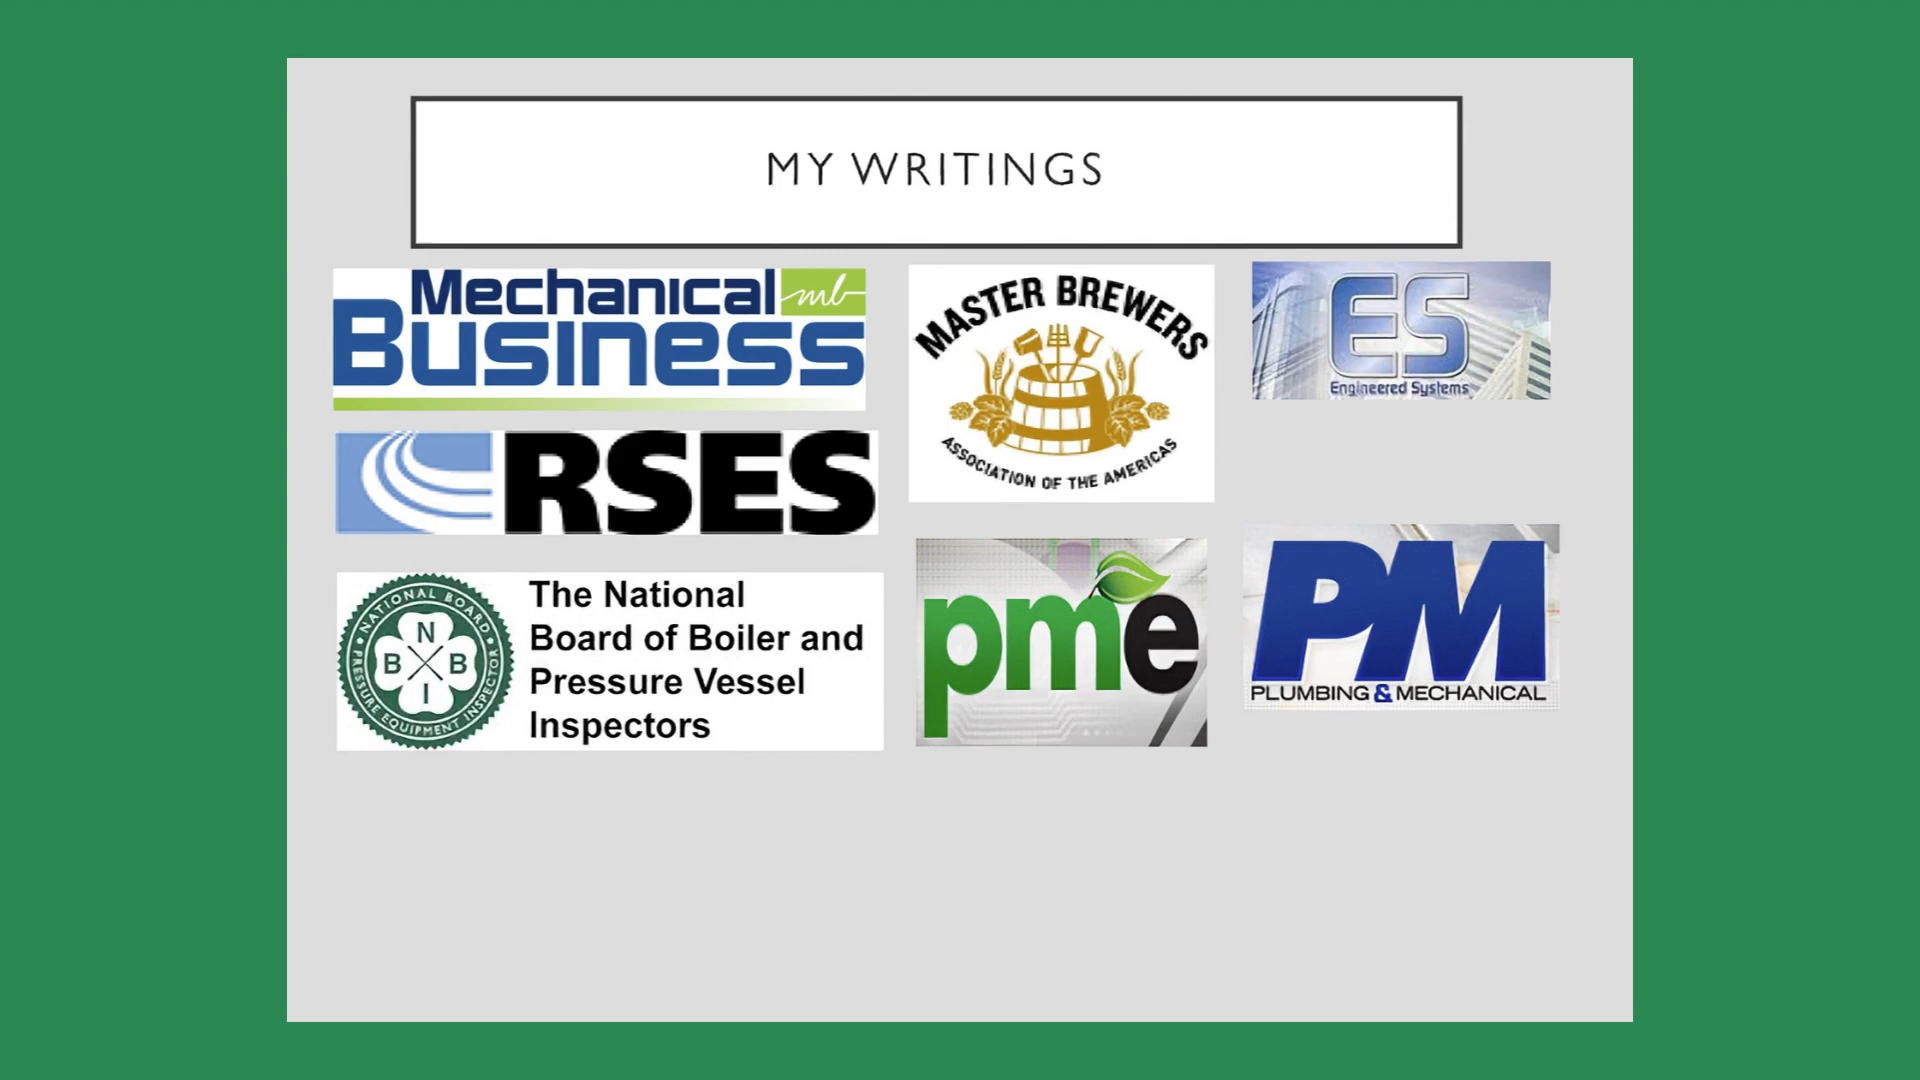 MY WRITINGS
Mechanical mb
Business
MASTER BREWERS
ASSOCIATION OF THE AMERICAS
ES
Engineered Systems
RSES
NATIONAL BOARD
PRESSURE EQUIPMENT INSPECTOR
N
B B
I
The National
Board of Boiler and
Pressure Vessel
Inspectors
pme
PM
PLUMBING & MECHANICAL